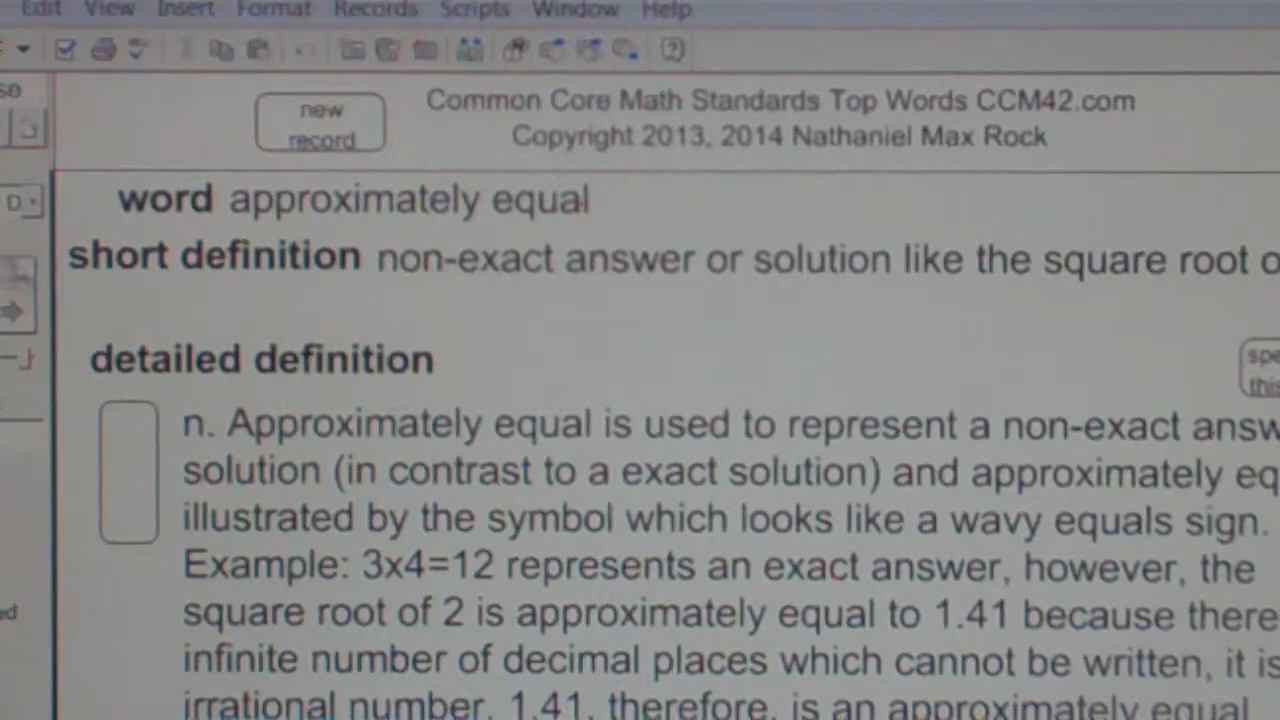 Edit View Insert Format Records Scripts Window Help
new record
Common Core Math Standards Top Words CCM42.com
Copyright 2013, 2014 Nathaniel Max Rock
word approximately equal
short definition non-exact answer or solution like the square root o
detailed definition
n. Approximately equal is used to represent a non-exact answ
solution (in contrast to a exact solution) and approximately eq
illustrated by the symbol which looks like a wavy equals sign.
Example: 3x4=12 represents an exact answer, however, the
square root of 2 is approximately equal to 1.41 because there
infinite number of decimal places which cannot be written, it is
irrational number. 1.41, therefore, is an approximately equal